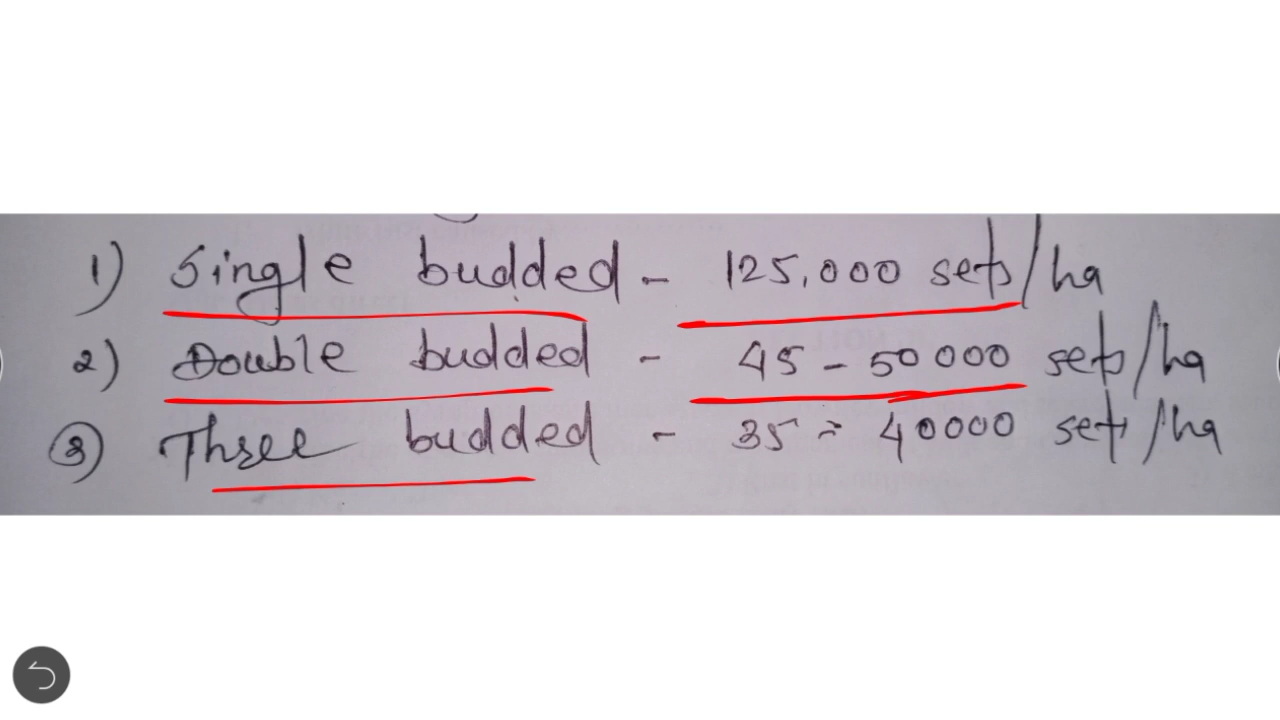 1) Single budded - 125,000 sets/ha
2) Double budded - 45 - 50000 sets/ha
3) Three budded - 35 - 40000 sets/ha